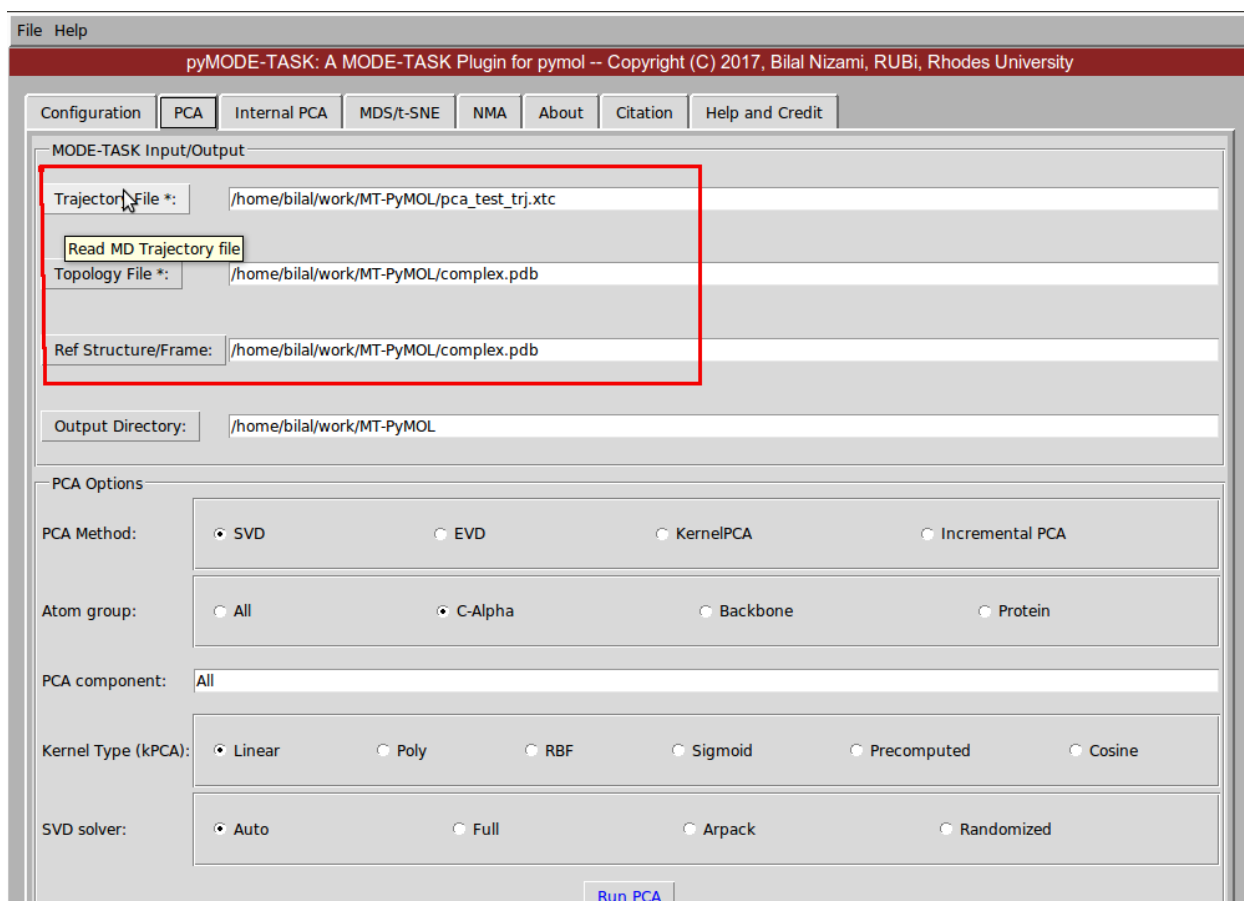 File Help
pyMODE-TASK: A MODE-TASK Plugin for pymol -- Copyright (C) 2017, Bilal Nizami, RUBi, Rhodes University
Configuration PCA Internal PCA MDS/t-SNE NMA About Citation Help and Credit
MODE-TASK Input/Output
Trajectory File *: /home/bilal/work/MT-PyMOL/pca_test_trj.xtc
Read MD Trajectory file
Topology File *: /home/bilal/work/MT-PyMOL/complex.pdb
Ref Structure/Frame: /home/bilal/work/MT-PyMOL/complex.pdb
Output Directory: /home/bilal/work/MT-PyMOL
PCA Options
PCA Method: SVD EVD KernelPCA Incremental PCA
Atom group: All C-Alpha Backbone Protein
PCA component: All
Kernel Type (kPCA): Linear Poly RBF Sigmoid Precomputed Cosine
SVD solver: Auto Full Arpack Randomized
Run PCA